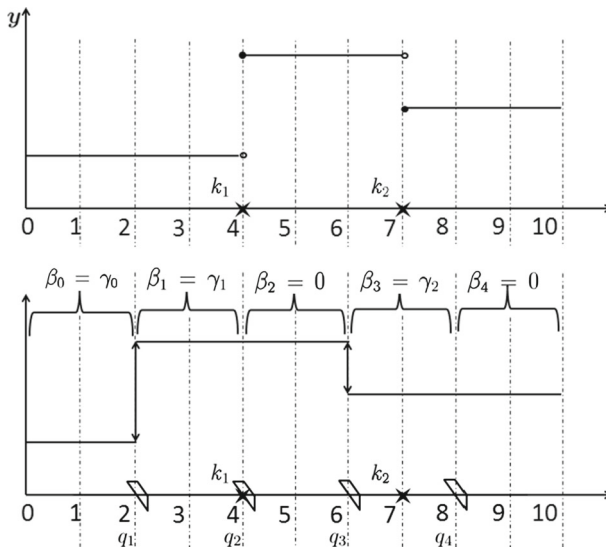 y
k₁ k₂
0 1 2 3 4 5 6 7 8 9 10
β₀ = γ₀ β₁ = γ₁ β₂ = 0 β₃ = γ₂ β₄ = 0
k₁ k₂
0 1 2 3 4 5 6 7 8 9 10
q₁ q₂ q₃ q₄